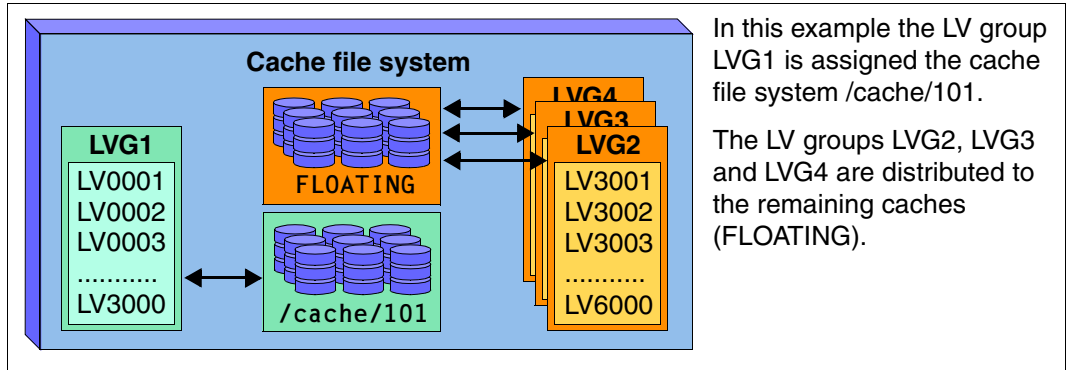 Cache file system
LVG1
LV0001
LV0002
LV0003
...........
LV3000
FLOATING
/cache/101
LVG4
LVG3
LVG2
LV3001
LV3002
LV3003
...........
LV6000
In this example the LV group
LVG1 is assigned the cache
file system /cache/101.
The LV groups LVG2, LVG3
and LVG4 are distributed to
the remaining caches
(FLOATING).